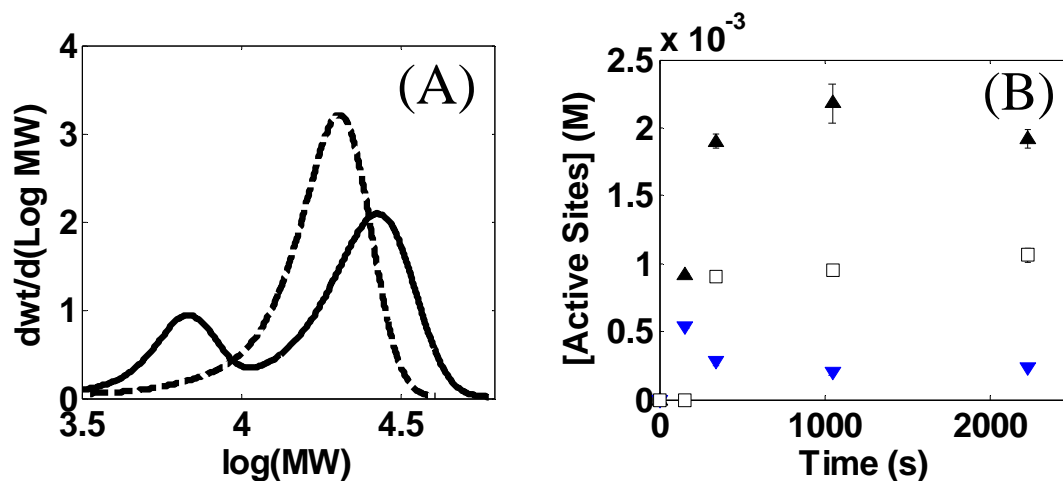 (A)
dwt/d(Log MW)
4
3
2
1
0
3.5 4 4.5
log(MW)
x 10⁻³
(B)
[Active Sites] (M)
2.5
2
1.5
1
0.5
0
0 1000 2000
Time (s)